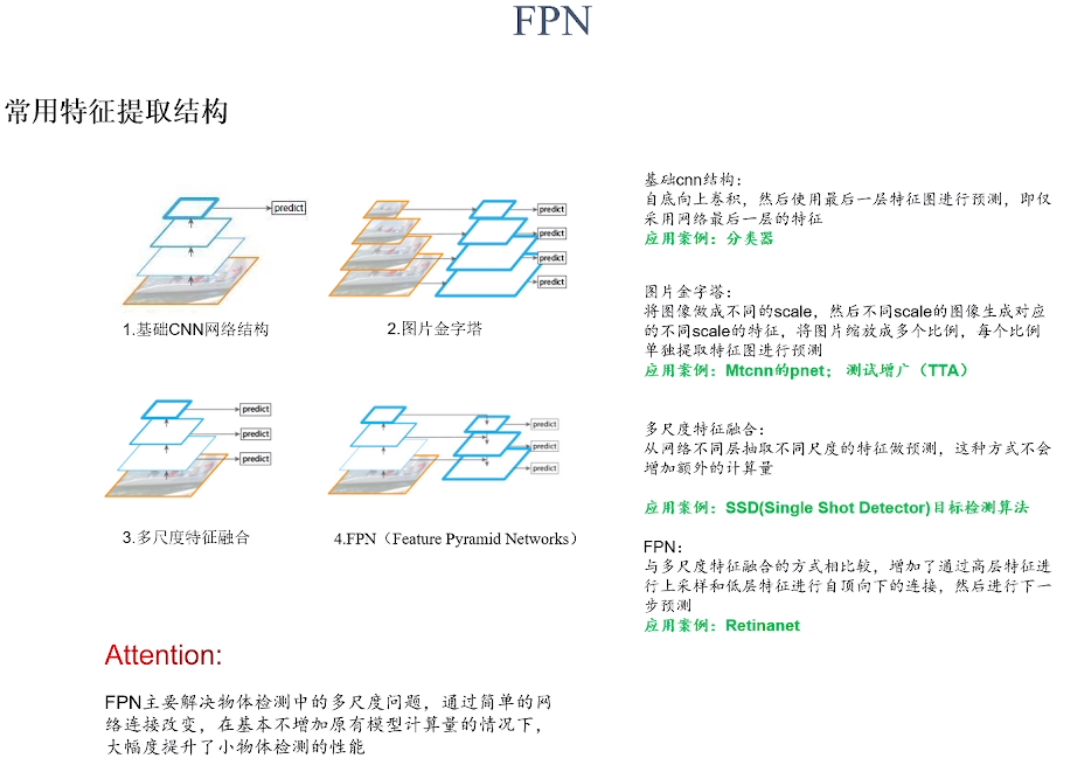 FPN
常用特征提取结构
predict
predict
predict
predict
predict
1.基础CNN网络结构
2.图片金字塔
predict
predict
predict
predict
predict
predict
3.多尺度特征融合
4.FPN（Feature Pyramid Networks）
Attention:
FPN主要解决物体检测中的多尺度问题，通过简单的网
络连接改变，在基本不增加原有模型计算量的情况下，
大幅度提升了小物体检测的性能
基础cnn结构：
自底向上卷积，然后使用最后一层特征图进行预测，即仅
采用网络最后一层的特征
应用案例：分类器
图片金字塔：
将图像做成不同的scale，然后不同scale的图像生成对应
的不同scale的特征，将图片缩放成多个比例，每个比例
单独提取特征图进行预测
应用案例：Mtcnn的pnet； 测试增广（TTA）
多尺度特征融合：
从网络不同层抽取不同尺度的特征做预测，这种方式不会
增加额外的计算量
应用案例：SSD(Single Shot Detector)目标检测算法
FPN：
与多尺度特征融合的方式相比较，增加了通过高层特征进
行上采样和低层特征进行自顶向下的连接，然后进行下一
步预测
应用案例：Retinanet